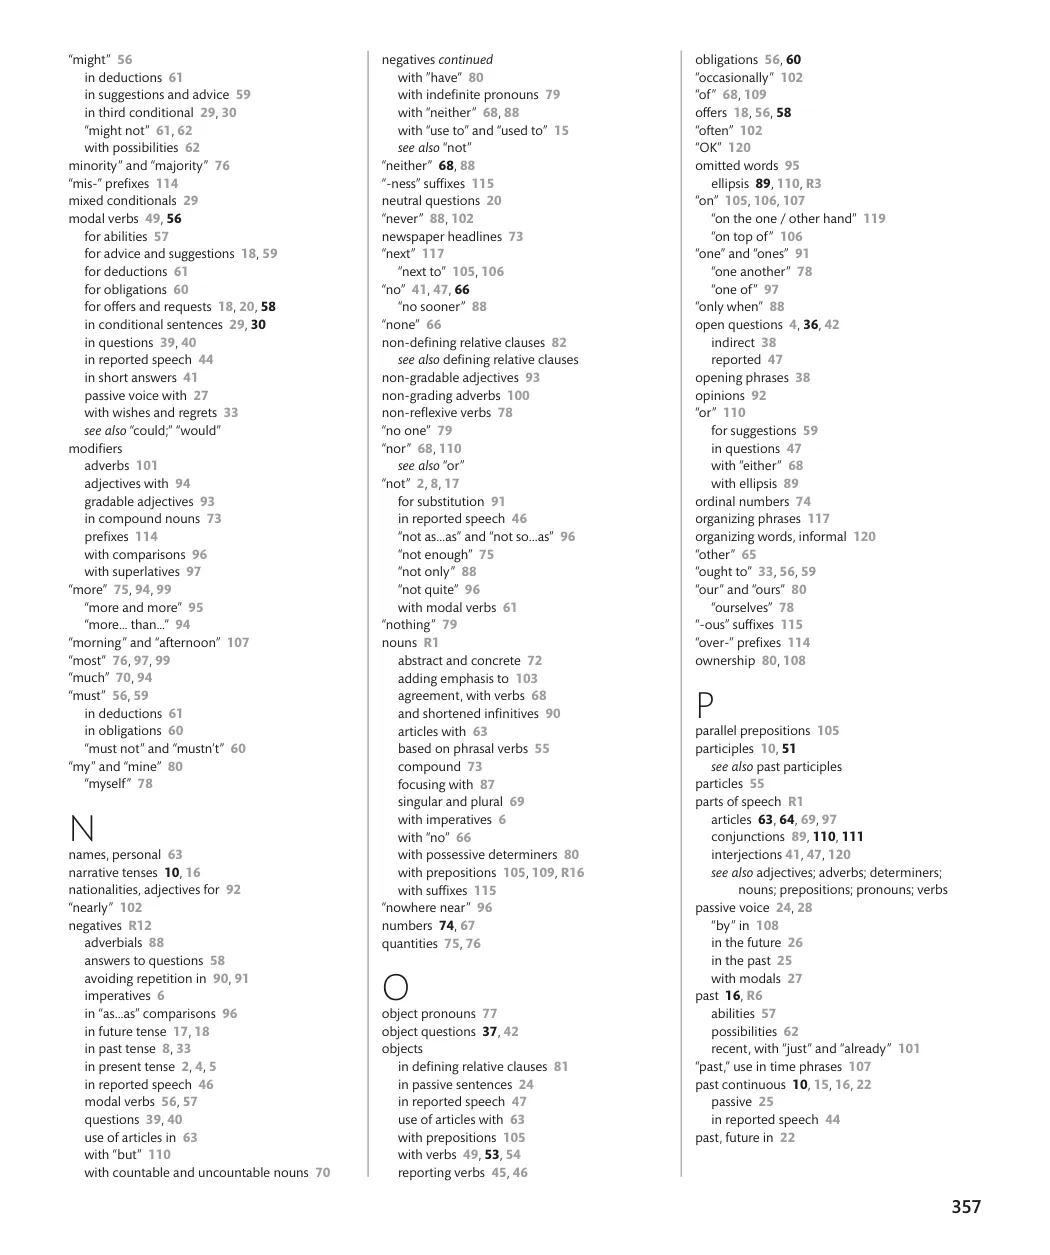 “might” 56
in deductions 61
in suggestions and advice 59
in third conditional 29, 30
“might not” 61, 62
with possibilities 62
minority” and “majority” 76
“mis-” prefixes 114
mixed conditionals 29
modal verbs 49, 56
for abilities 57
for advice and suggestions 18, 59
for deductions 61
for obligations 60
for offers and requests 18, 20, 58
in conditional sentences 29, 30
in questions 39, 40
in reported speech 44
in short answers 41
passive voice with 27
with wishes and regrets 33
see also “could;” “would”
modifiers
adverbs 101
adjectives with 94
gradable adjectives 93
in compound nouns 73
prefixes 114
with comparisons 96
with superlatives 97
“more” 75, 94, 99
“more and more” 95
“more... than...” 94
“morning” and “afternoon” 107
“most” 76, 97, 99
“much” 70, 94
“must” 56, 59
in deductions 61
in obligations 60
“must not” and “mustn’t” 60
“my” and “mine” 80
“myself” 78
N
names, personal 63
narrative tenses 10, 16
nationalities, adjectives for 92
“nearly” 102
negatives R12
adverbials 88
answers to questions 58
avoiding repetition in 90, 91
imperatives 6
in “as...as” comparisons 96
in future tense 17, 18
in past tense 8, 33
in present tense 2, 4, 5
in reported speech 46
modal verbs 56, 57
questions 39, 40
use of articles in 63
with “but” 110
with countable and uncountable nouns 70
negatives continued
with “have” 80
with indefinite pronouns 79
with “neither” 68, 88
with “use to” and “used to” 15
see also “not”
“neither” 68, 88
“-ness” suffixes 115
neutral questions 20
“never” 88, 102
newspaper headlines 73
“next” 117
“next to” 105, 106
“no” 41, 47, 66
“no sooner” 88
“none” 66
non-defining relative clauses 82
see also defining relative clauses
non-gradable adjectives 93
non-grading adverbs 100
non-reflexive verbs 78
“no one” 79
“nor” 68, 110
see also “or”
“not” 2, 8, 17
for substitution 91
in reported speech 46
“not as...as” and “not so...as” 96
“not enough” 75
“not only” 88
“not quite” 96
with modal verbs 61
“nothing” 79
nouns R1
abstract and concrete 72
adding emphasis to 103
agreement, with verbs 68
and shortened infinitives 90
articles with 63
based on phrasal verbs 55
compound 73
focusing with 87
singular and plural 69
with imperatives 6
with “no” 66
with possessive determiners 80
with prepositions 105, 109, R16
with suffixes 115
“nowhere near” 96
numbers 74, 67
quantities 75, 76
O
object pronouns 77
object questions 37, 42
objects
in defining relative clauses 81
in passive sentences 24
in reported speech 47
use of articles with 63
with prepositions 105
with verbs 49, 53, 54
reporting verbs 45, 46
obligations 56, 60
“occasionally” 102
“of” 68, 109
offers 18, 56, 58
“often” 102
“OK” 120
omitted words 95
ellipsis 89, 110, R3
“on” 105, 106, 107
“on the one / other hand” 119
“on top of” 106
“one” and “ones” 91
“one another” 78
“one of” 97
“only when” 88
open questions 4, 36, 42
indirect 38
reported 47
opening phrases 38
opinions 92
“or” 110
for suggestions 59
in questions 47
with “either” 68
with ellipsis 89
ordinal numbers 74
organizing phrases 117
organizing words, informal 120
“other” 65
“ought to” 33, 56, 59
“our” and “ours” 80
“ourselves” 78
“-ous” suffixes 115
“over-” prefixes 114
ownership 80, 108
P
parallel prepositions 105
participles 10, 51
see also past participles
particles 55
parts of speech R1
articles 63, 64, 69, 97
conjunctions 89, 110, 111
interjections 41, 47, 120
see also adjectives; adverbs; determiners;
nouns; prepositions; pronouns; verbs
passive voice 24, 28
“by” in 108
in the future 26
in the past 25
with modals 27
past 16, R6
abilities 57
possibilities 62
recent, with “just” and “already” 101
“past,” use in time phrases 107
past continuous 10, 15, 16, 22
passive 25
in reported speech 44
past, future in 22
357